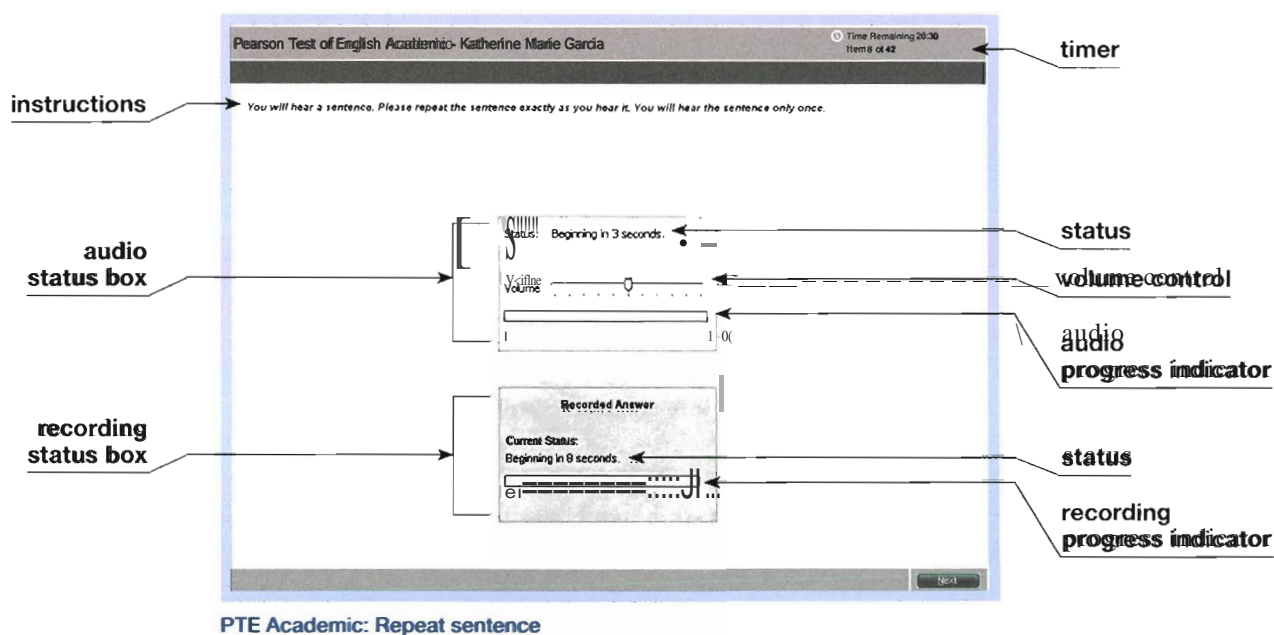 Pearson Test of English Academic - Katherine Marie Garcia
Time Remaining 26:30
Item 8 of 42
timer
instructions
You will hear a sentence. Please repeat the sentence exactly as you hear it. You will hear the sentence only once.
audio
status box
Status: Beginning in 3 seconds.
status
Volume
volume control
audio
progress indicator
recording
status box
Recorded Answer
Current Status:
Beginning in 8 seconds.
status
recording
progress indicator
Next
PTE Academic: Repeat sentence